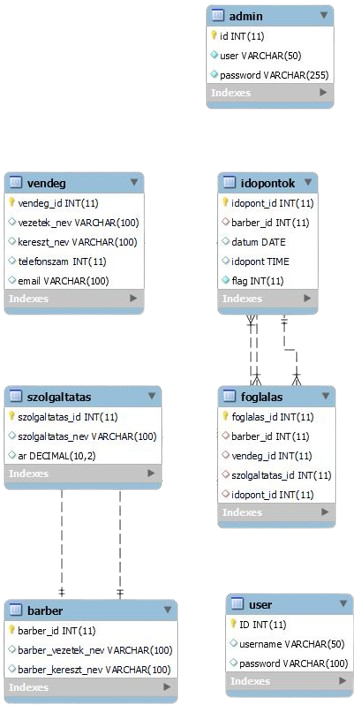 admin
id INT(11)
user VARCHAR(50)
password VARCHAR(255)
Indexes
vendeg
vendeg_id INT(11)
vezetek_nev VARCHAR(100)
kereszt_nev VARCHAR(100)
telefonszam INT(11)
email VARCHAR(100)
Indexes
idopontok
idopont_id INT(11)
barber_id INT(11)
datum DATE
idopont TIME
flag INT(11)
Indexes
szolgaltatas
szolgaltatas_id INT(11)
szolgaltatas_nev VARCHAR(100)
ar DECIMAL(10,2)
Indexes
foglalas
foglalas_id INT(11)
barber_id INT(11)
vendeg_id INT(11)
szolgaltatas_id INT(11)
idopont_id INT(11)
Indexes
barber
barber_id INT(11)
barber_vezetek_nev VARCHAR(100)
barber_kereszt_nev VARCHAR(100)
Indexes
user
ID INT(11)
username VARCHAR(50)
password VARCHAR(100)
Indexes